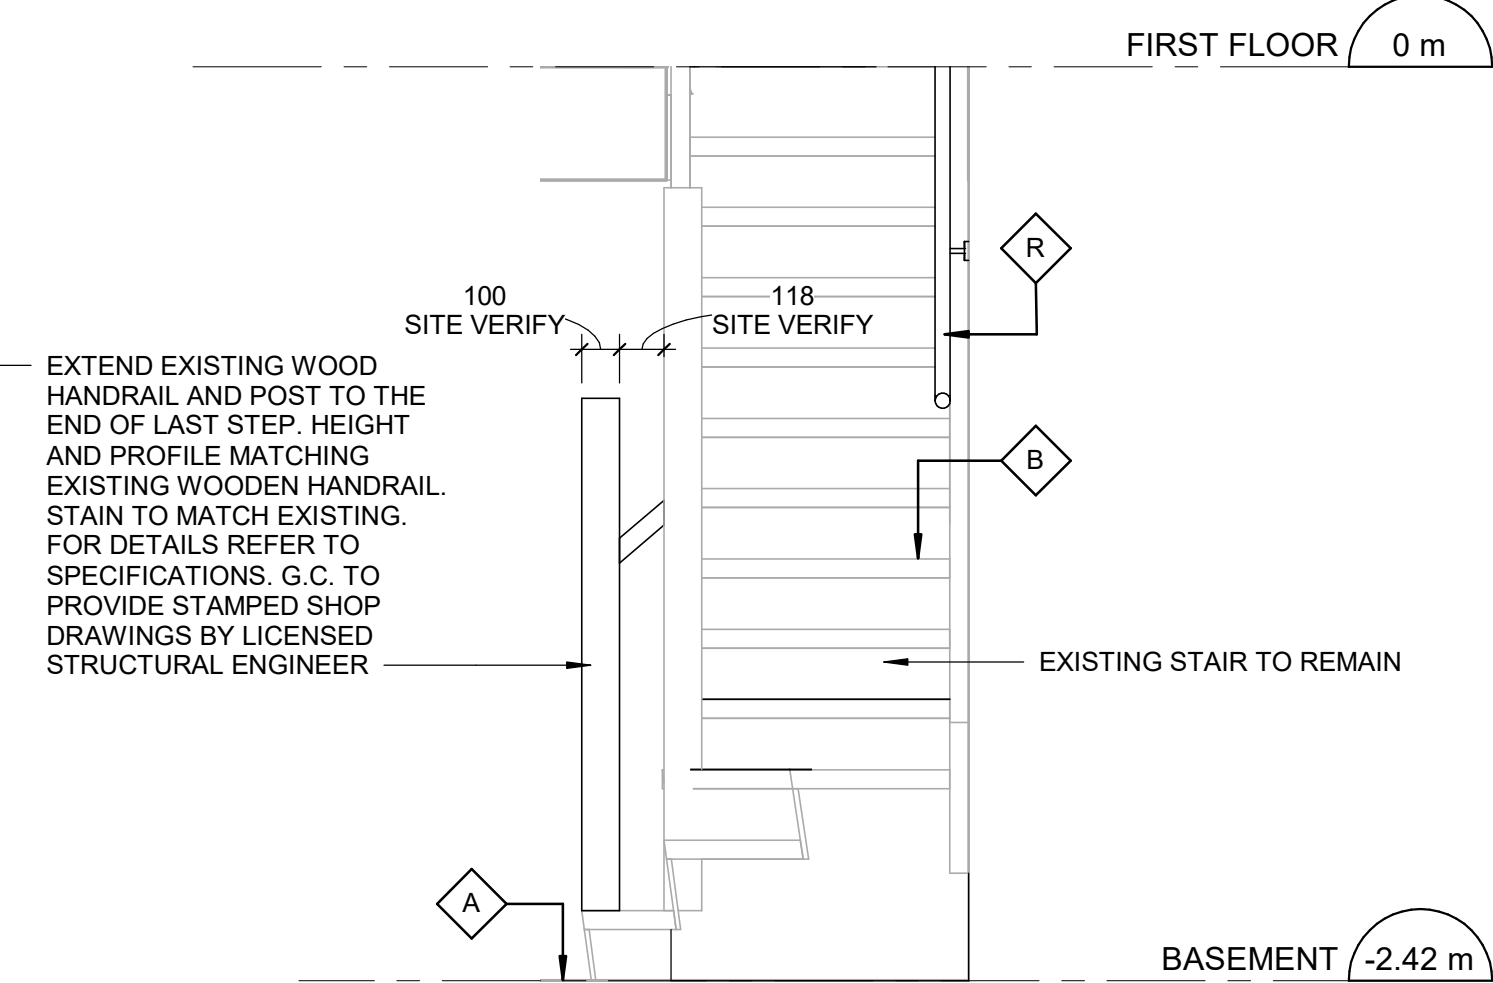 FIRST FLOOR
0 m
R
100
SITE VERIFY
118
SITE VERIFY
EXTEND EXISTING WOOD
HANDRAIL AND POST TO THE
END OF LAST STEP. HEIGHT
AND PROFILE MATCHING
EXISTING WOODEN HANDRAIL.
STAIN TO MATCH EXISTING.
FOR DETAILS REFER TO
SPECIFICATIONS. G.C. TO
PROVIDE STAMPED SHOP
DRAWINGS BY LICENSED
STRUCTURAL ENGINEER
B
EXISTING STAIR TO REMAIN
A
BASEMENT
-2.42 m